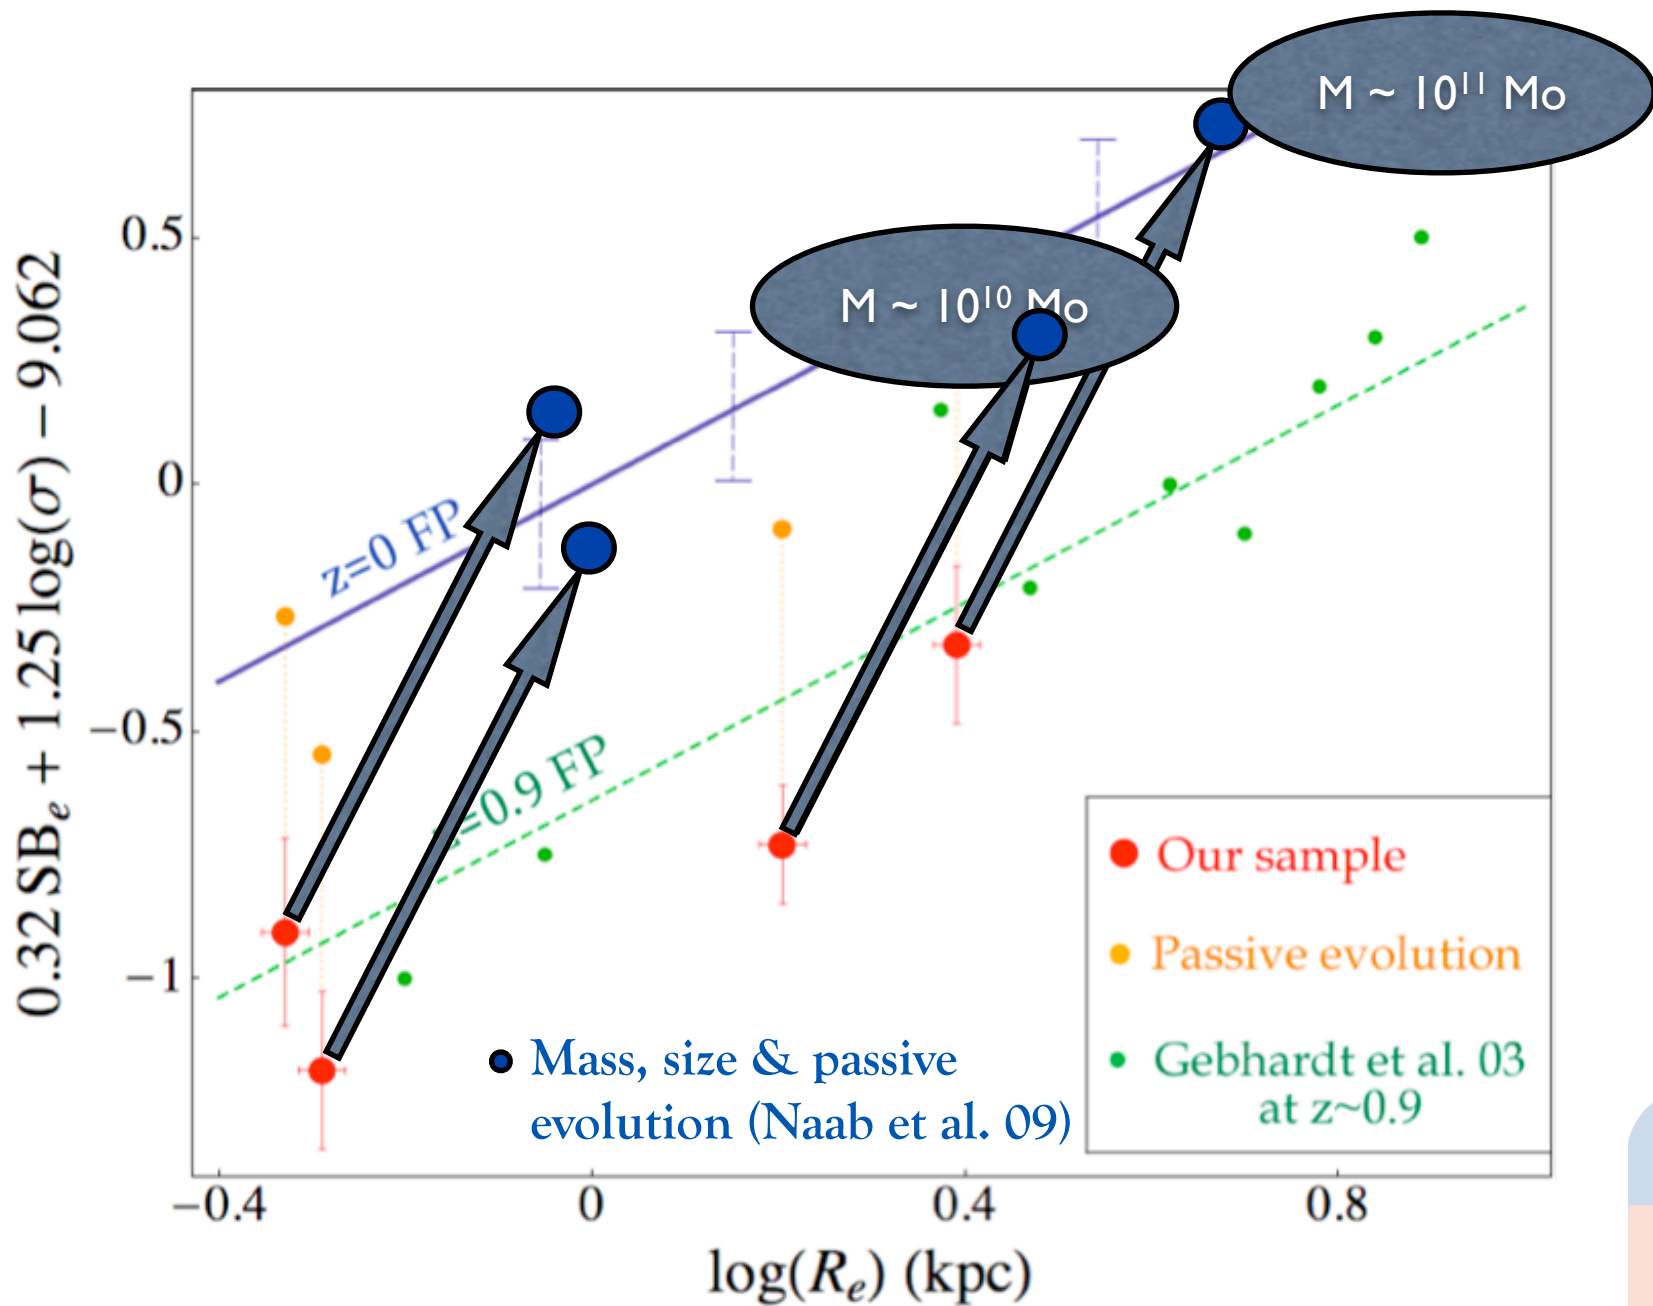 M ~ 10¹¹ Mo
M ~ 10¹⁰ Mo
0.5
0
−0.5
−1
0.32 SBₑ + 1.25 log(σ) − 9.062
z=0 FP
=0.9 FP
Our sample
Passive evolution
Gebhardt et al. 03
at z~0.9
Mass, size & passive
evolution (Naab et al. 09)
−0.4
0
0.4
0.8
log(Rₑ) (kpc)